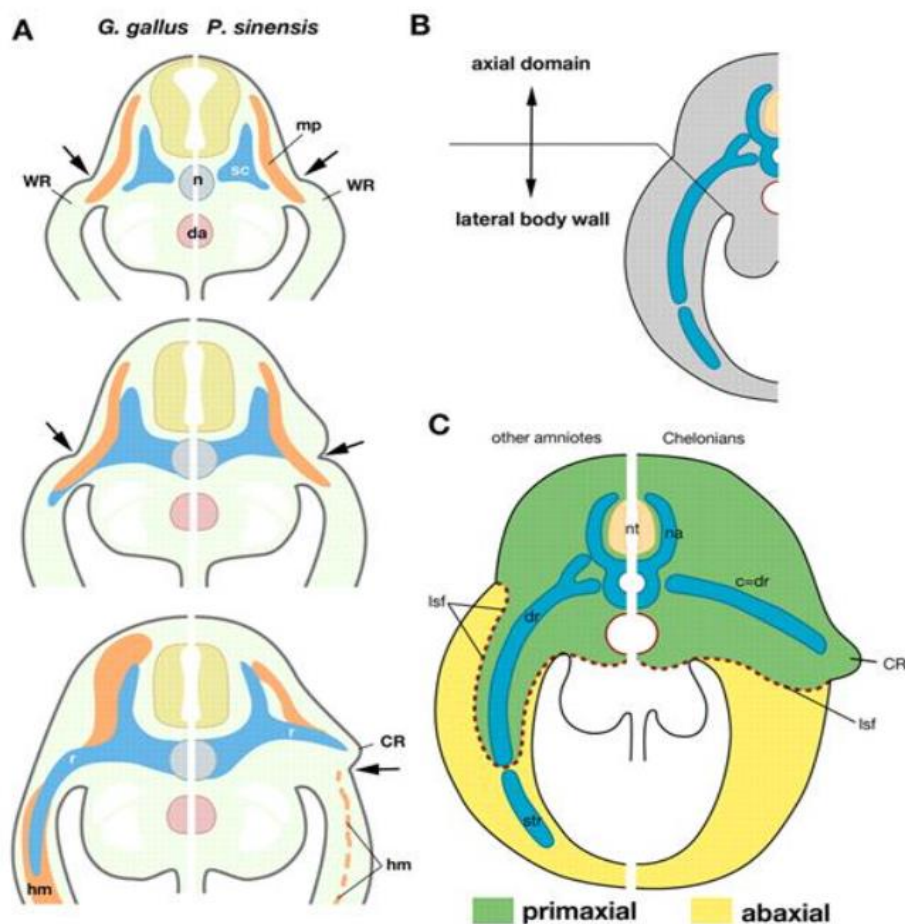 A
G. gallus P. sinensis
mp
WR
sc
n
WR
da
r
r
CR
hm
hm
B
axial domain
lateral body wall
C
other amniotes
Chelonians
nt
na
lsf
dr
c=dr
CR
lsf
str
primaxial
abaxial